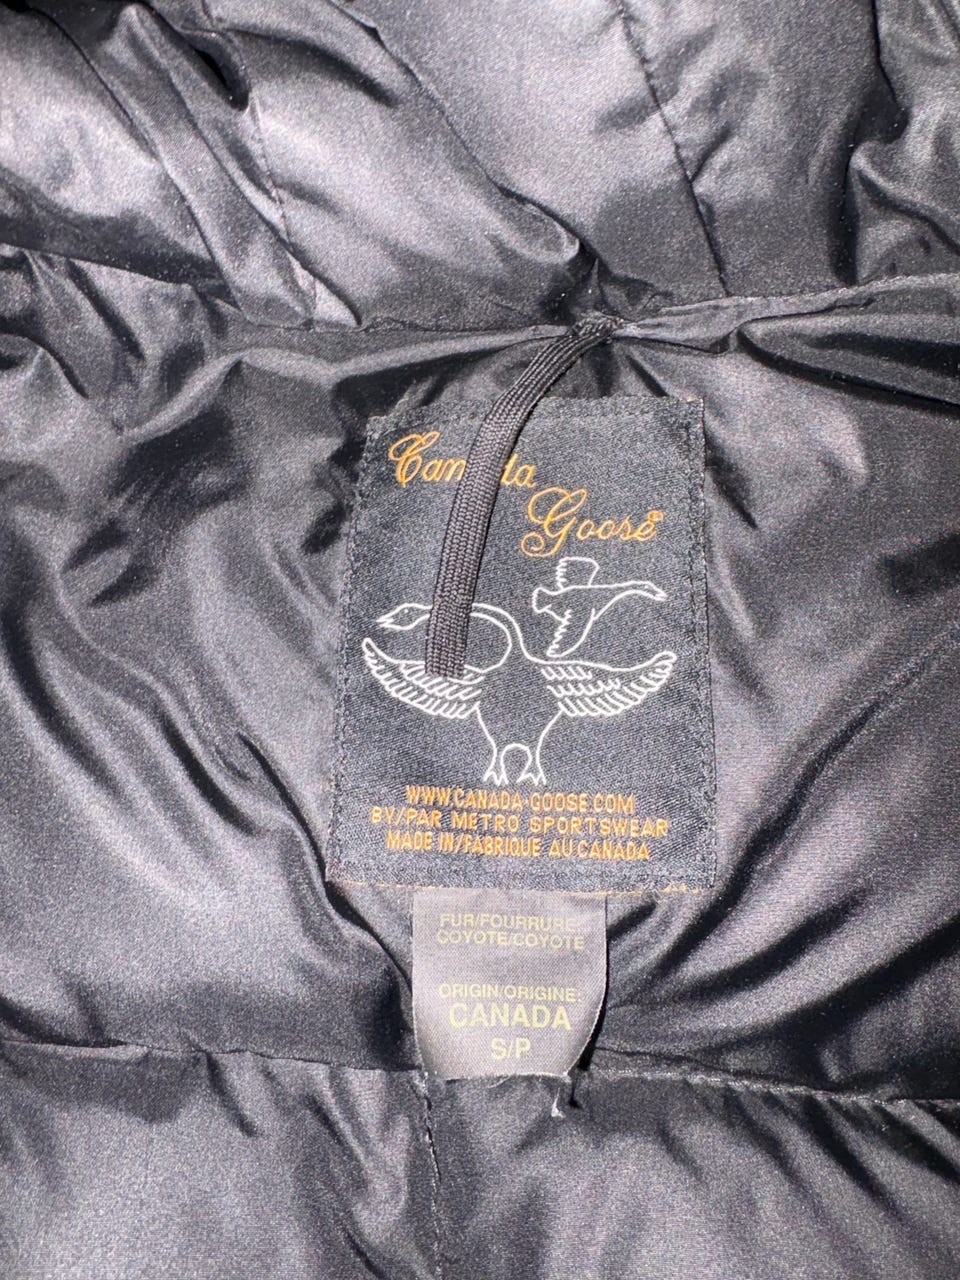 Canada
Goose®
WWW.CANADA-GOOSE.COM
BY/PAR METRO SPORTSWEAR
MADE IN/FABRIQUE AU CANADA
FUR/FOURRURE:
COYOTE/COYOTE
ORIGIN/ORIGINE:
CANADA
S/P